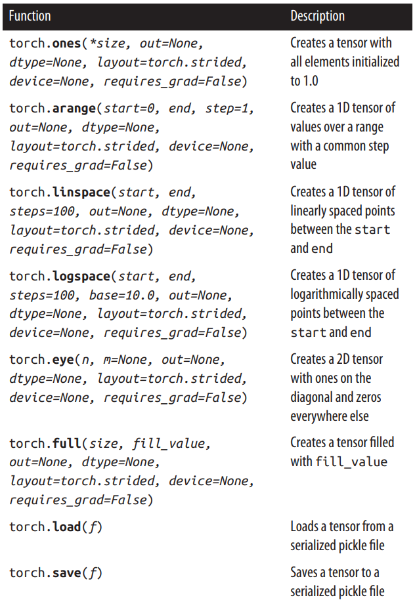 Function Description
torch.ones(*size, out=None, Creates a tensor with
dtype=None, layout=torch.strided, all elements initialized
device=None, requires_grad=False) to 1.0
torch.arange(start=0, end, step=1, Creates a 1D tensor of
out=None, dtype=None, values over a range
layout=torch.strided, device=None, with a common step
requires_grad=False) value
torch.linspace(start, end, Creates a 1D tensor of
steps=100, out=None, dtype=None, linearly spaced points
layout=torch.strided, device=None, between the start
requires_grad=False) and end
torch.logspace(start, end, Creates a 1D tensor of
steps=100, base=10.0, out=None, logarithmically spaced
dtype=None, layout=torch.strided, points between the
device=None, requires_grad=False) start and end
torch.eye(n, m=None, out=None, Creates a 2D tensor
dtype=None, layout=torch.strided, with ones on the
device=None, requires_grad=False) diagonal and zeros
everywhere else
torch.full(size, fill_value, Creates a tensor filled
out=None, dtype=None, with fill_value
layout=torch.strided, device=None,
requires_grad=False)
torch.load(f) Loads a tensor from a
serialized pickle file
torch.save(f) Saves a tensor to a
serialized pickle file